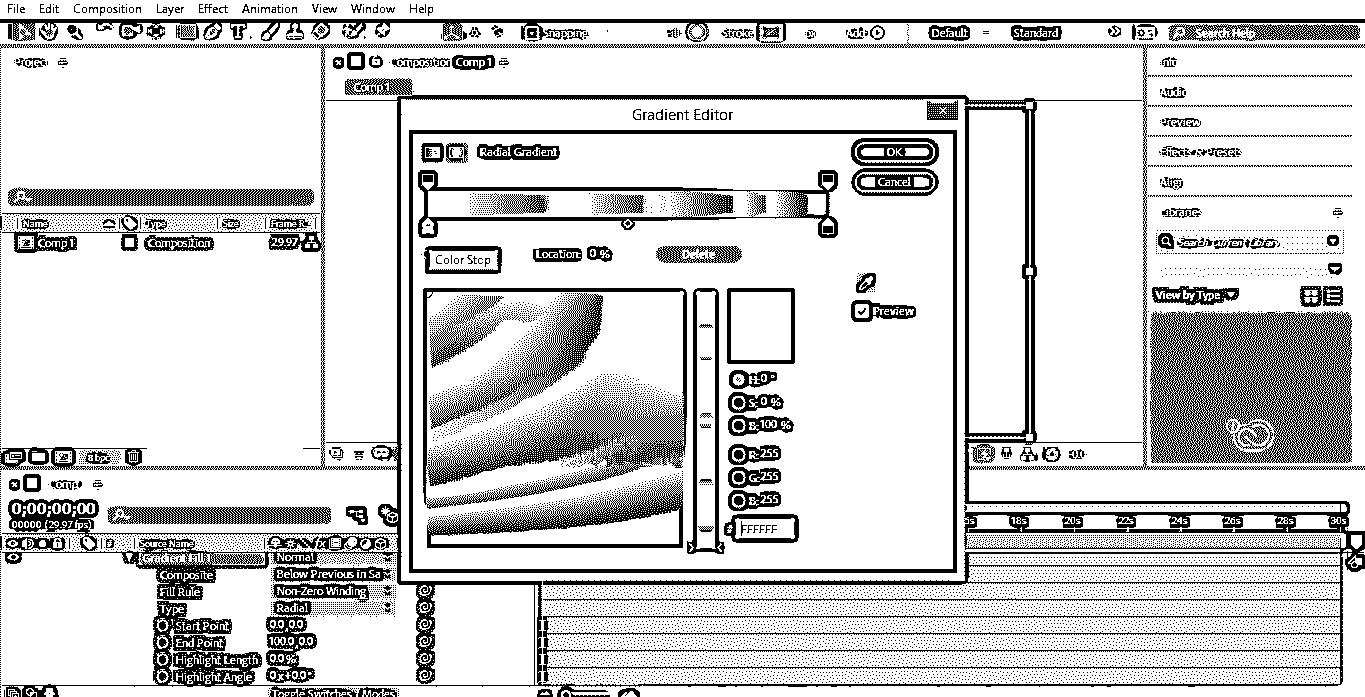 File Edit Composition Layer Effect Animation View Window Help
Snapping Stroke Add Default Standard Search Help
Project
Composition Comp 1
Comp 1
Audio
Preview
Effects & Presets
Align
Search Current Library
View by Type
Name Type Size Frame R...
Comp 1 Composition 29.97
Gradient Editor
Radial Gradient
OK
Cancel
Color Stop Location: 0 % Delete
Preview
H: 0 °
S: 0 %
B: 100 %
R: 255
G: 255
B: 255
# FFFFFF
8 bpc
0;00;00;00
00000 (29.97 fps)
# Source Name
18s 20s 22s 24s 26s 28s 30s
Gradient Fill 1 Normal
Composite Below Previous in Sa
Fill Rule Non-Zero Winding
Type Radial
Start Point 0.0,0.0
End Point 100.0,0.0
Highlight Length 0.0%
Highlight Angle 0x+0.0°
Toggle Switches / Modes